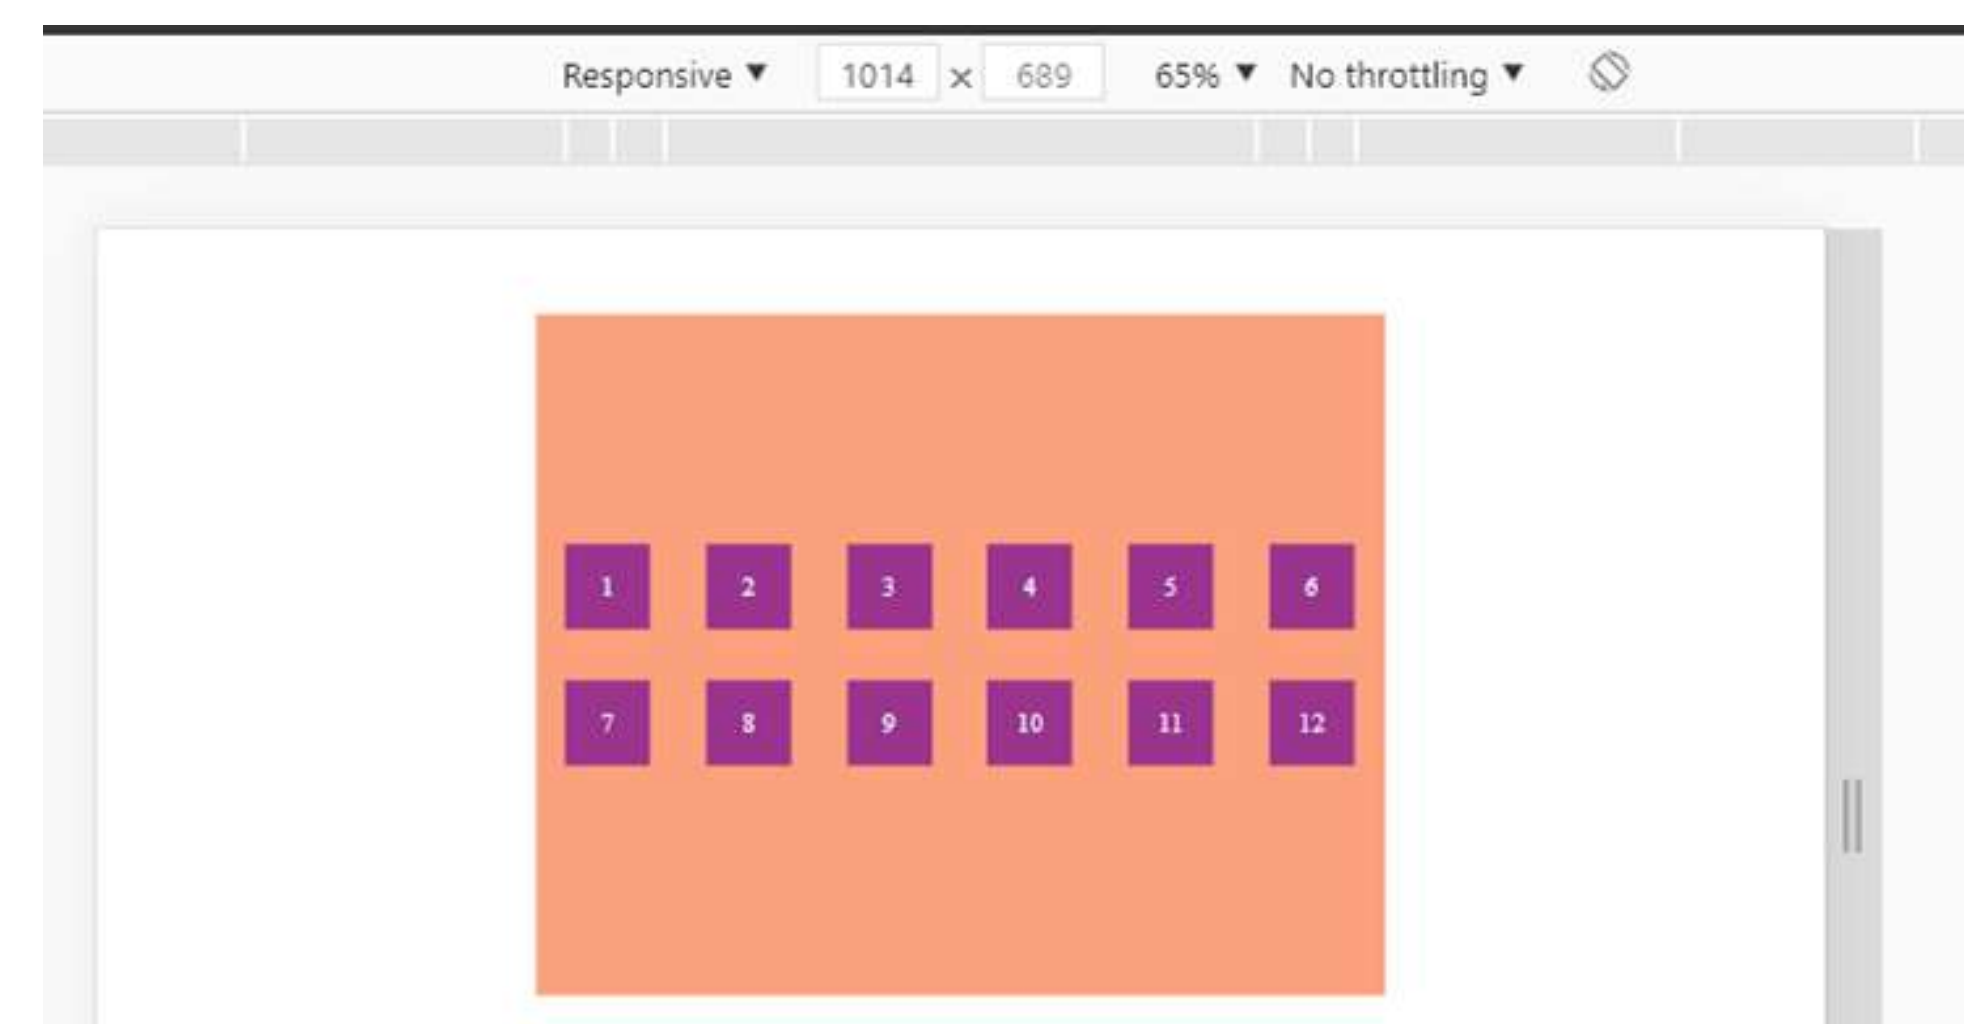 Responsive ▼ 1014 × 689 65% ▼ No throttling ▼
1 2 3 4 5 6
7 8 9 10 11 12